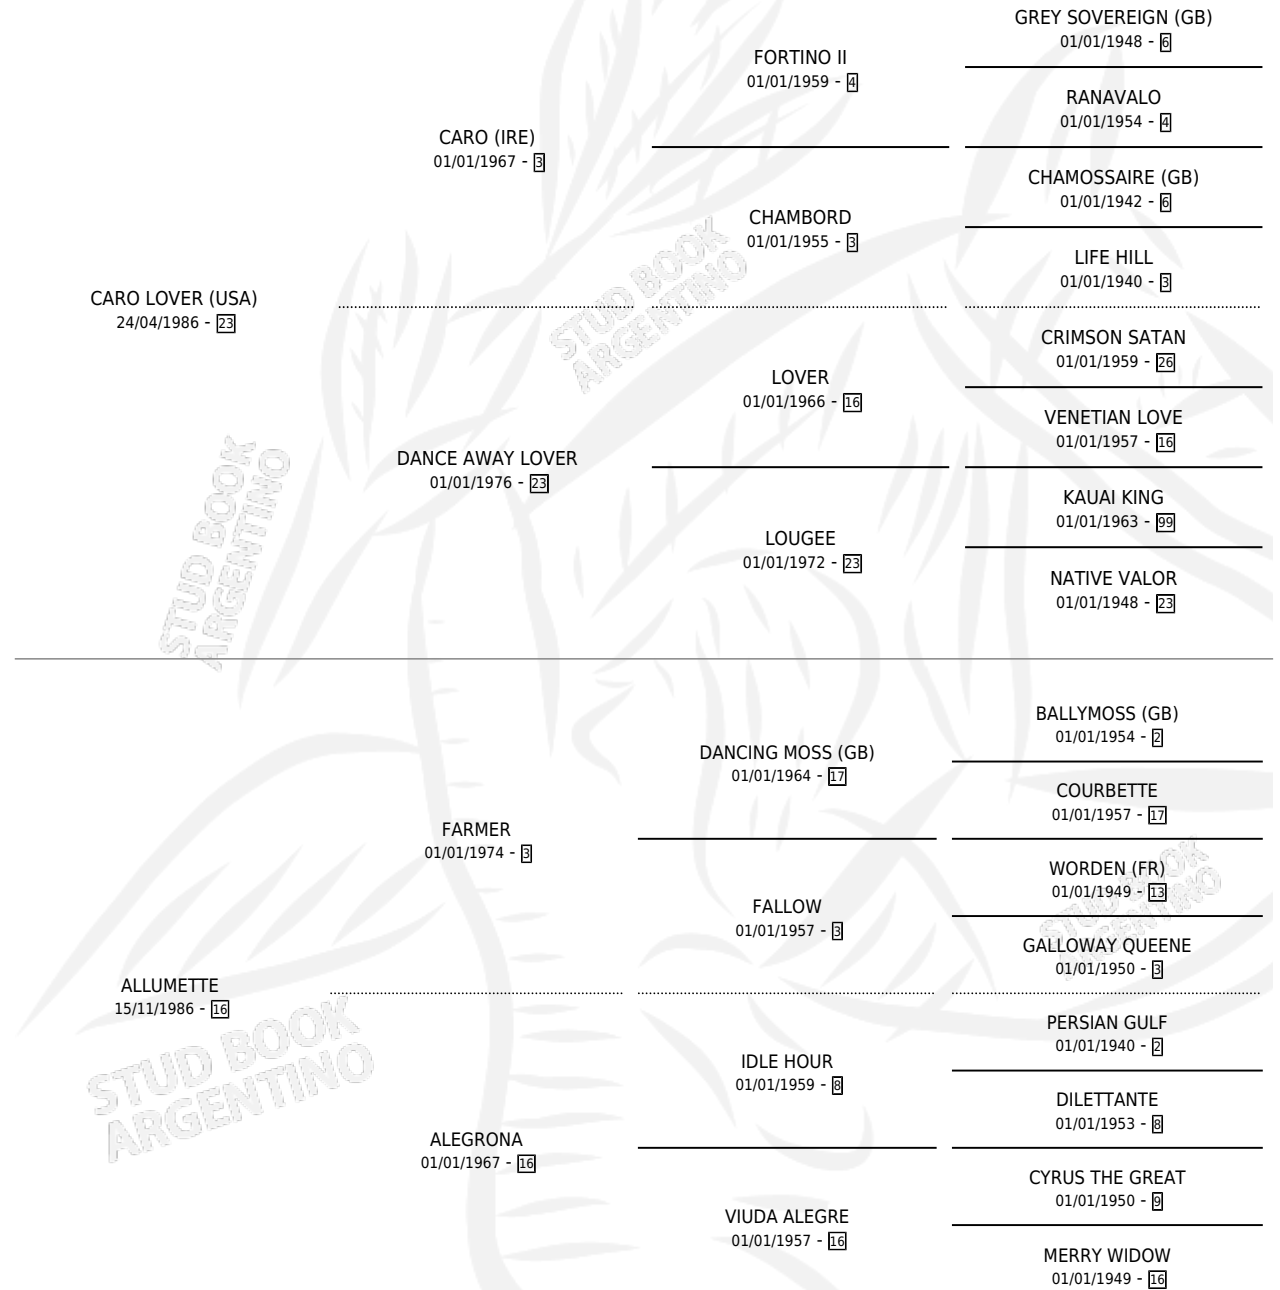 GREY SOVEREIGN (GB)
01/01/1948 - 6
FORTINO II
01/01/1959 - 4
RANAVALO
01/01/1954 - 4
CARO (IRE)
01/01/1967 - 3
CHAMOSSAIRE (GB)
01/01/1942 - 6
CHAMBORD
01/01/1955 - 3
LIFE HILL
01/01/1940 - 3
CARO LOVER (USA)
24/04/1986 - 23
CRIMSON SATAN
01/01/1959 - 26
LOVER
01/01/1966 - 16
VENETIAN LOVE
01/01/1957 - 16
DANCE AWAY LOVER
01/01/1976 - 23
KAUAI KING
01/01/1963 - 99
LOUGEE
01/01/1972 - 23
NATIVE VALOR
01/01/1948 - 23
BALLYMOSS (GB)
01/01/1954 - 2
DANCING MOSS (GB)
01/01/1964 - 17
COURBETTE
01/01/1957 - 17
FARMER
01/01/1974 - 3
WORDEN (FR)
01/01/1949 - 13
FALLOW
01/01/1957 - 3
GALLOWAY QUEENE
01/01/1950 - 3
ALLUMETTE
15/11/1986 - 16
PERSIAN GULF
01/01/1940 - 2
IDLE HOUR
01/01/1959 - 8
DILETTANTE
01/01/1953 - 8
ALEGRONA
01/01/1967 - 16
CYRUS THE GREAT
01/01/1950 - 9
VIUDA ALEGRE
01/01/1957 - 16
MERRY WIDOW
01/01/1949 - 16
STUD BOOK
ARGENTINO
STUD BOOK
ARGENTINO
STUD BOOK
ARGENTINO
STUD BOOK
ARGENTINO